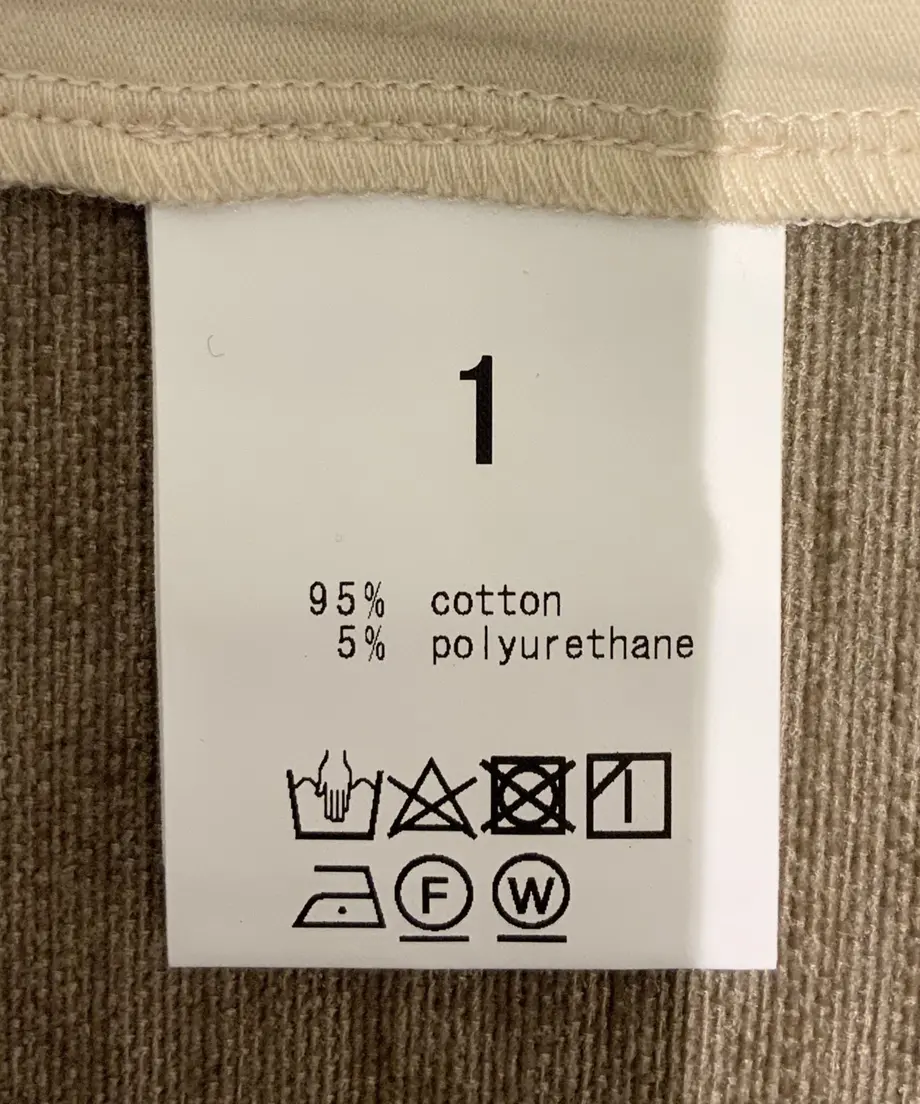 1
95% cotton
5% polyurethane
F W